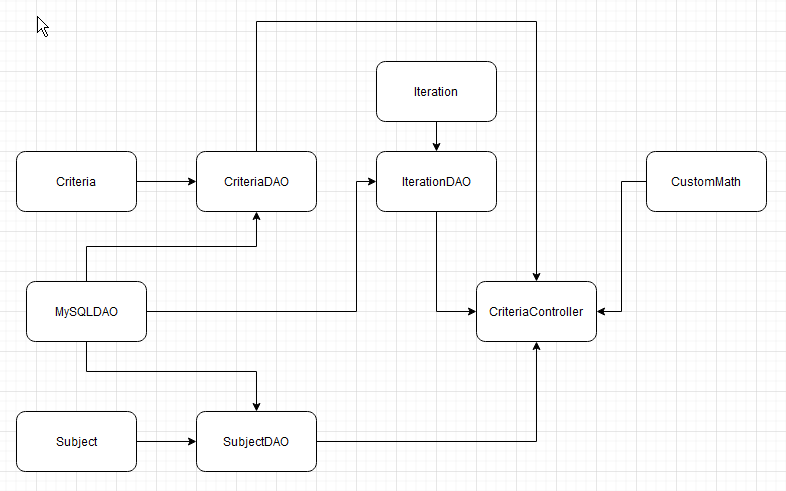 Iteration
Criteria
CriteriaDAO
IterationDAO
CustomMath
MySQLDAO
CriteriaController
Subject
SubjectDAO